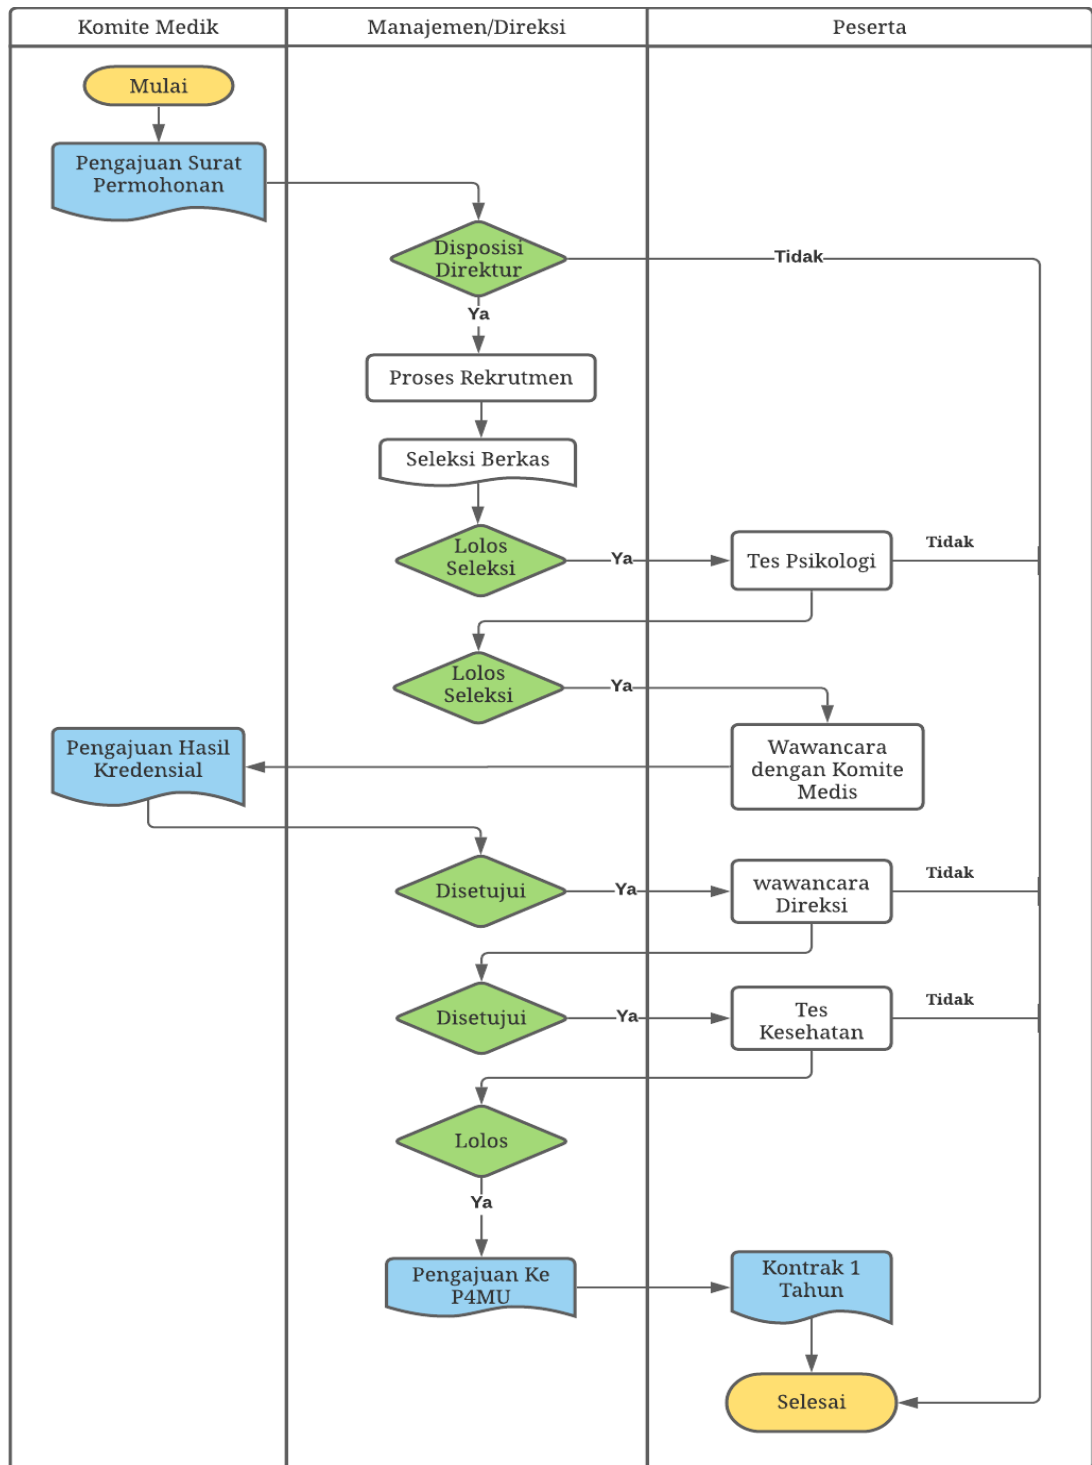 Komite Medik
Manajemen/Direksi
Peserta
Mulai
Pengajuan Surat
Permohonan
Disposisi
Direktur
Tidak
Ya
Proses Rekrutmen
Seleksi Berkas
Lolos
Seleksi
Ya
Tes Psikologi
Tidak
Lolos
Seleksi
Ya
Wawancara
dengan Komite
Medis
Pengajuan Hasil
Kredensial
Disetujui
Ya
wawancara
Direksi
Tidak
Disetujui
Ya
Tes
Kesehatan
Tidak
Lolos
Ya
Pengajuan Ke
P4MU
Kontrak 1
Tahun
Selesai